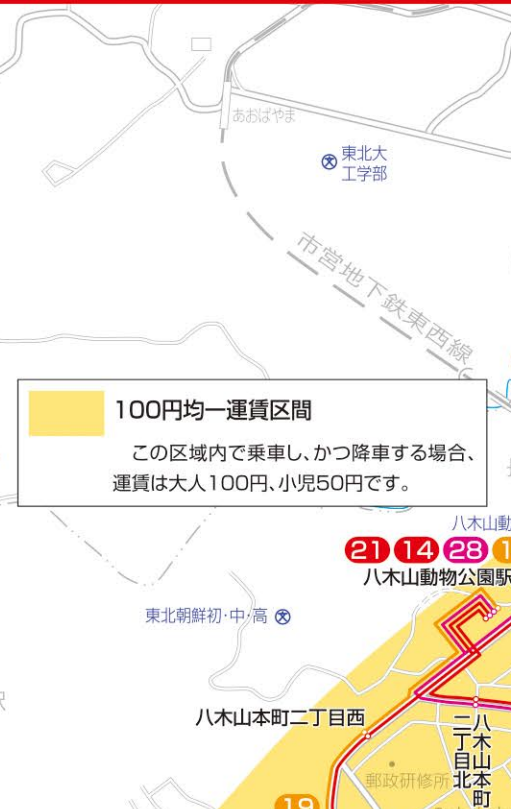 あおばやま
東北大
工学部
市営地下鉄東西線
100円均一運賃区間
この区域内で乗車し、かつ降車する場合、
運賃は大人100円、小児50円です。
八木山動
21 14 28 1
八木山動物公園駅
東北朝鮮初・中・高
駅
八木山本町二丁目西
八木山本町
二丁目北
郵政研修所
19